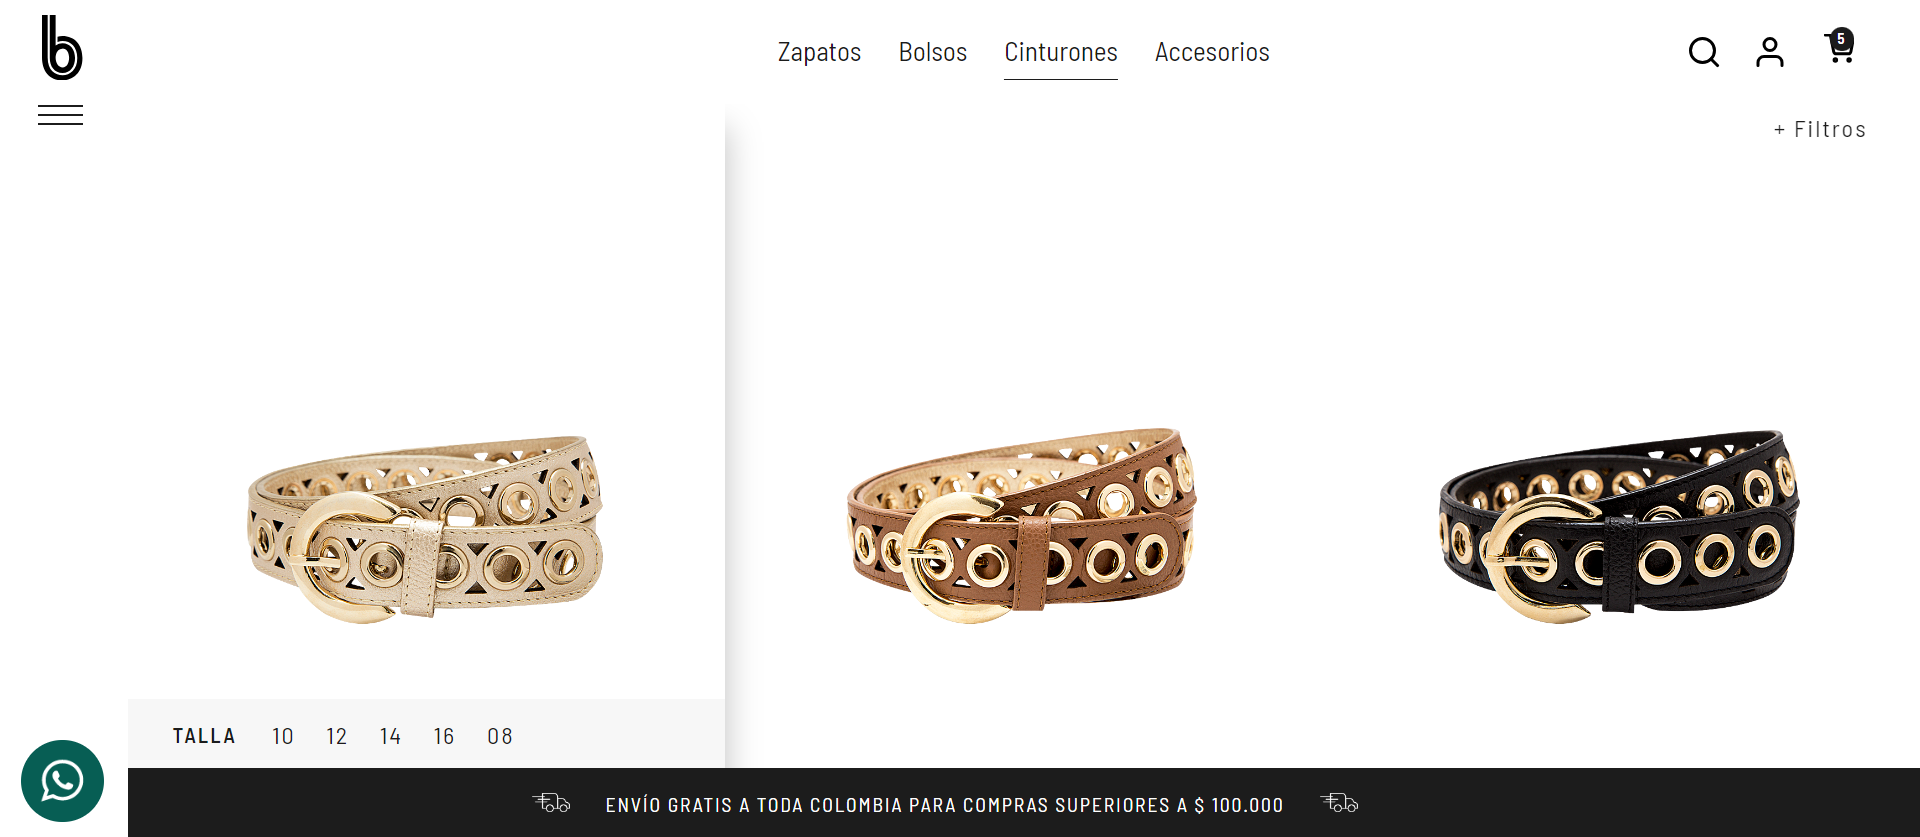 b
Zapatos Bolsos Cinturones Accesorios
5
+ Filtros
TALLA 10 12 14 16 08
ENVÍO GRATIS A TODA COLOMBIA PARA COMPRAS SUPERIORES A $ 100.000